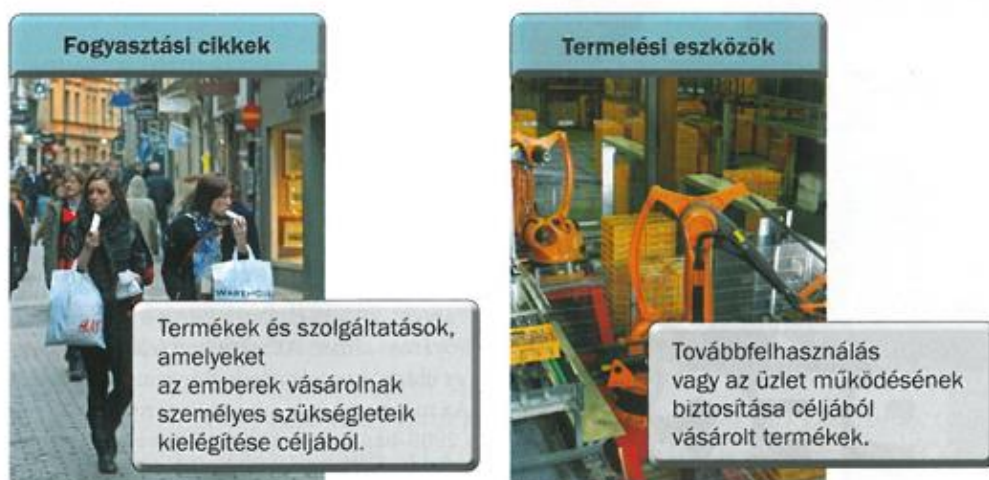 Fogyasztási cikkek
Termékek és szolgáltatások,
amelyeket
az emberek vásárolnak
személyes szükségleteik
kielégítése céljából.
Termelési eszközök
Továbbfelhasználás
vagy az üzlet működésének
biztosítása céljából
vásárolt termékek.